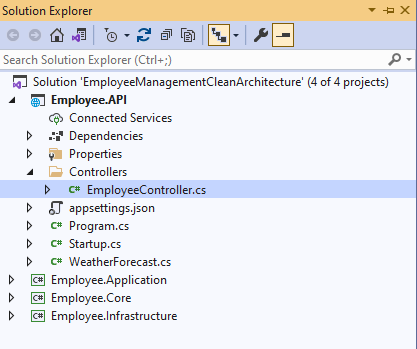 Solution Explorer
Search Solution Explorer (Ctrl+;)
Solution 'EmployeeManagementCleanArchitecture' (4 of 4 projects)
Employee.API
Connected Services
Dependencies
Properties
Controllers
C# EmployeeController.cs
appsettings.json
C# Program.cs
C# Startup.cs
C# WeatherForecast.cs
C# Employee.Application
C# Employee.Core
C# Employee.Infrastructure